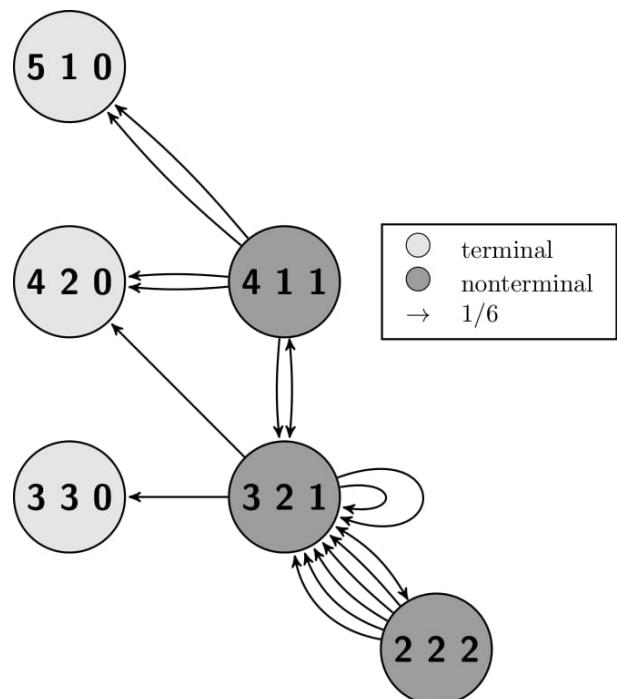 5 1 0
4 2 0
4 1 1
terminal
nonterminal
→ 1/6
3 3 0
3 2 1
2 2 2